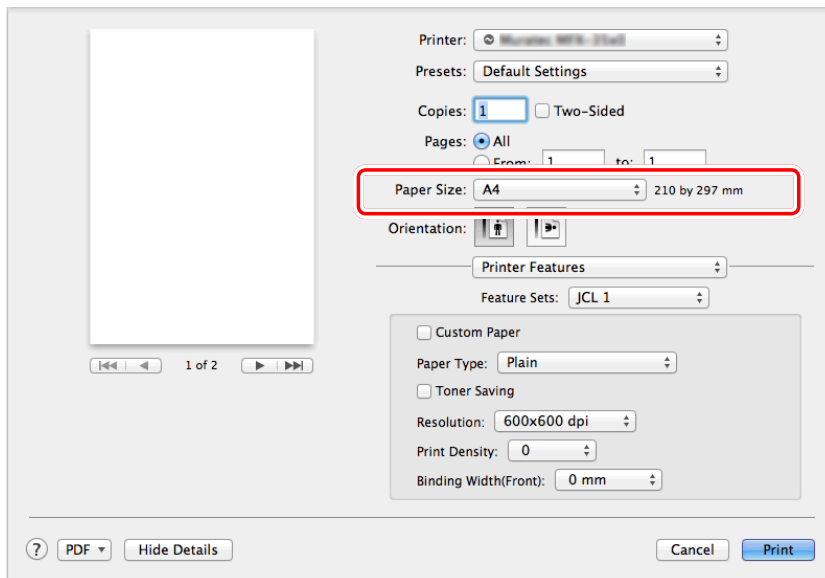 Printer:
Presets: Default Settings
Copies: 1 Two-Sided
Pages: All
From: 1 to: 1
Paper Size: A4 210 by 297 mm
Orientation:
Printer Features
Feature Sets: JCL 1
Custom Paper
1 of 2
Paper Type: Plain
Toner Saving
Resolution: 600x600 dpi
Print Density: 0
Binding Width(Front): 0 mm
? PDF Hide Details Cancel Print